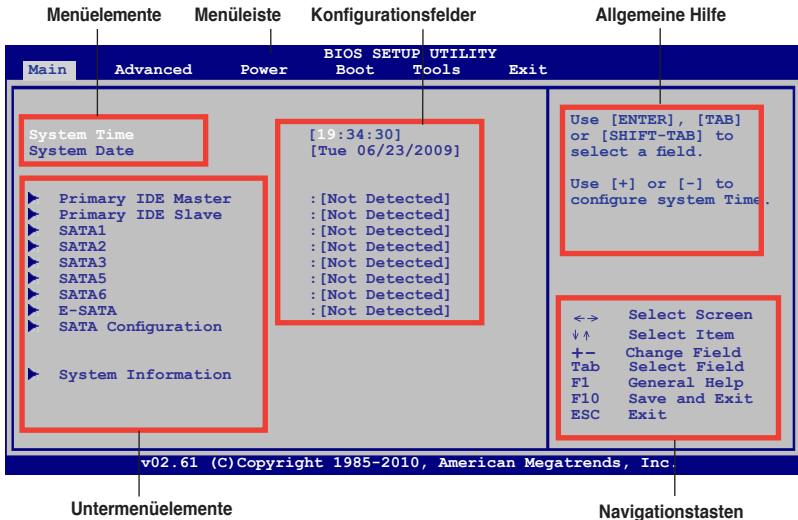 Menüelemente Menüleiste Konfigurationsfelder Allgemeine Hilfe
BIOS SETUP UTILITY
Main Advanced Power Boot Tools Exit
System Time [19:34:30]
System Date [Tue 06/23/2009]
Primary IDE Master :[Not Detected]
Primary IDE Slave :[Not Detected]
SATA1 :[Not Detected]
SATA2 :[Not Detected]
SATA3 :[Not Detected]
SATA5 :[Not Detected]
SATA6 :[Not Detected]
E-SATA :[Not Detected]
SATA Configuration
System Information
Use [ENTER], [TAB]
or [SHIFT-TAB] to
select a field.
Use [+] or [-] to
configure system Time.
←→ Select Screen
↓↑ Select Item
+- Change Field
Tab Select Field
F1 General Help
F10 Save and Exit
ESC Exit
v02.61 (C)Copyright 1985-2010, American Megatrends, Inc.
Untermenüelemente Navigationstasten